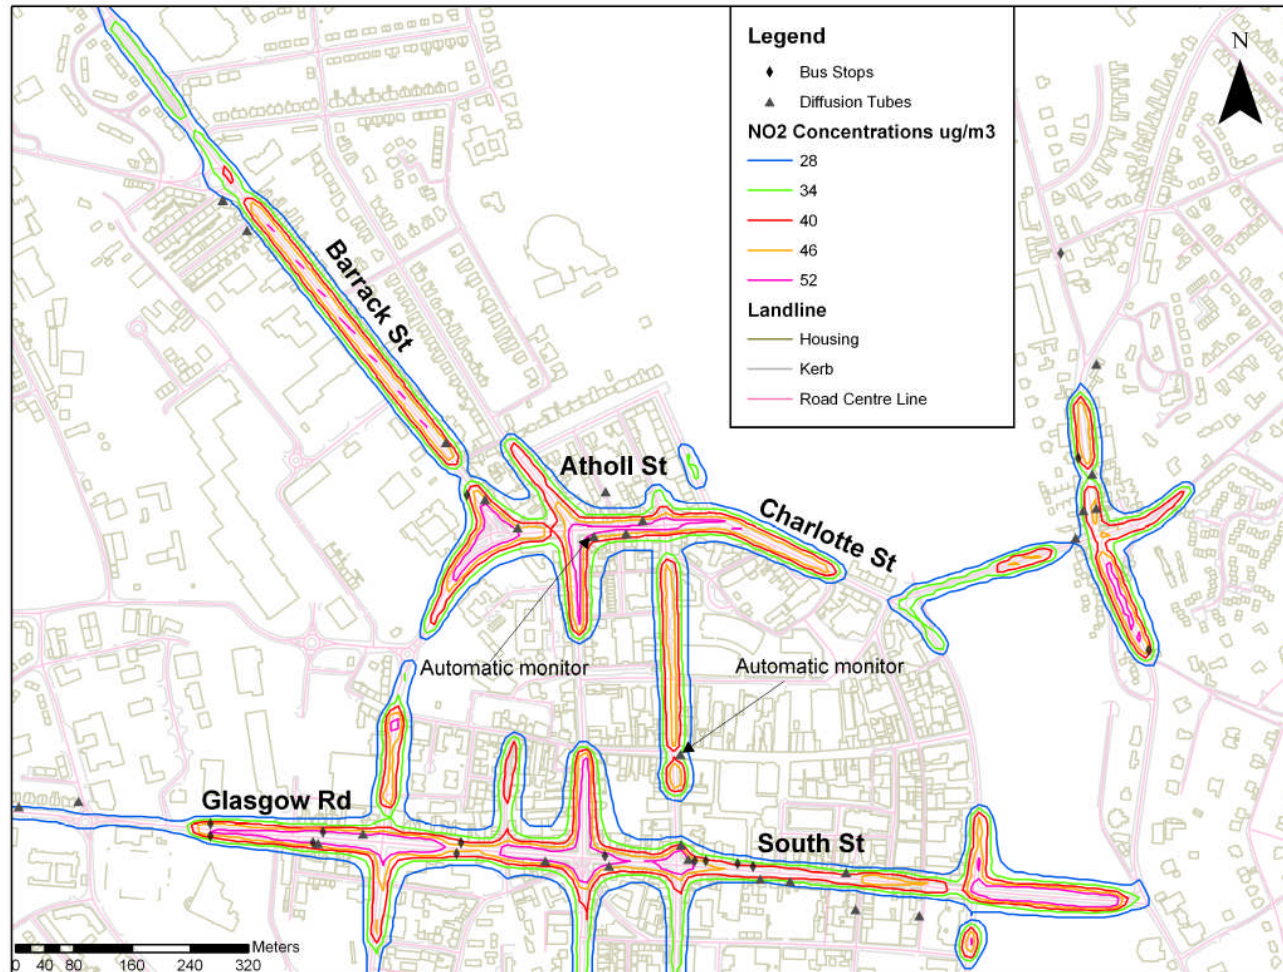 Legend
Bus Stops
Diffusion Tubes
NO2 Concentrations ug/m3
28
34
40
46
52
Landline
Housing
Kerb
Road Centre Line
N
Barrack St
Atholl St
Charlotte St
Automatic monitor
Automatic monitor
Glasgow Rd
South St
Meters
0 40 80 160 240 320